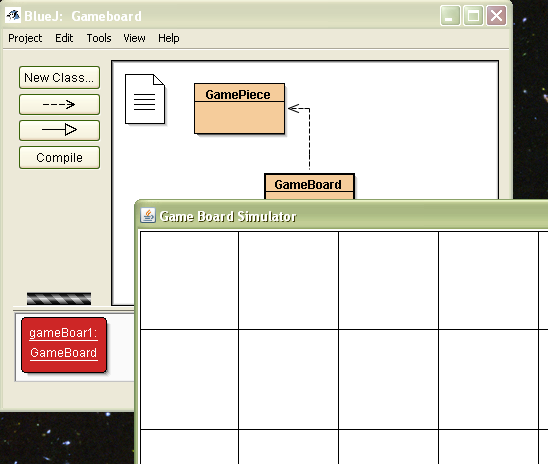 BlueJ: Gameboard
Project Edit Tools View Help
New Class...
Compile
GamePiece
GameBoard
Game Board Simulator
gameBoar1:
GameBoard